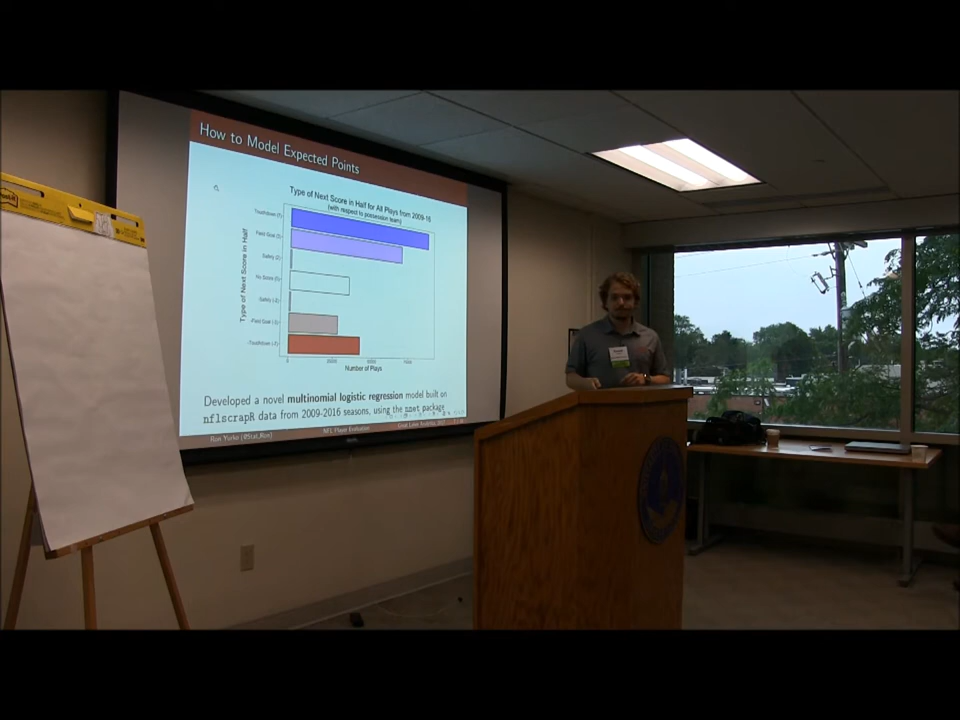 How to Model Expected Points
Type of Next Score in Half for All Plays from 2009-16
(with respect to possession team)
Type of Next Score in Half
Touchdown (7)
Field Goal (3)
Safety (2)
No Score (0)
-Safety (-2)
-Field Goal (-3)
-Touchdown (-7)
0
Number of Plays
Developed a novel multinomial logistic regression model built on
nflscrapR data from 2009-2016 seasons, using the nnet package
Ron Yurko (@Stat_Ron)
NFL Player Evaluation